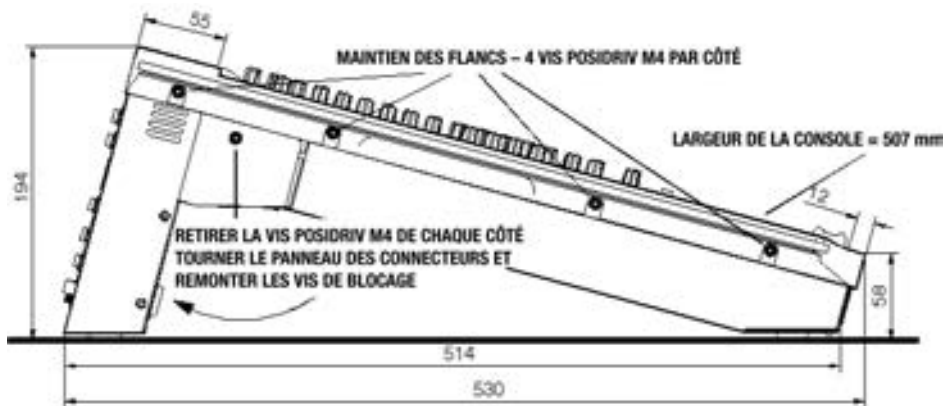 55
MAINTIEN DES FLANCS – 4 VIS POSIDRIV M4 PAR CÔTÉ
LARGEUR DE LA CONSOLE = 507 mm
194
12
RETIRER LA VIS POSIDRIV M4 DE CHAQUE CÔTÉ
TOURNER LE PANNEAU DES CONNECTEURS ET
REMONTER LES VIS DE BLOCAGE
58
514
530